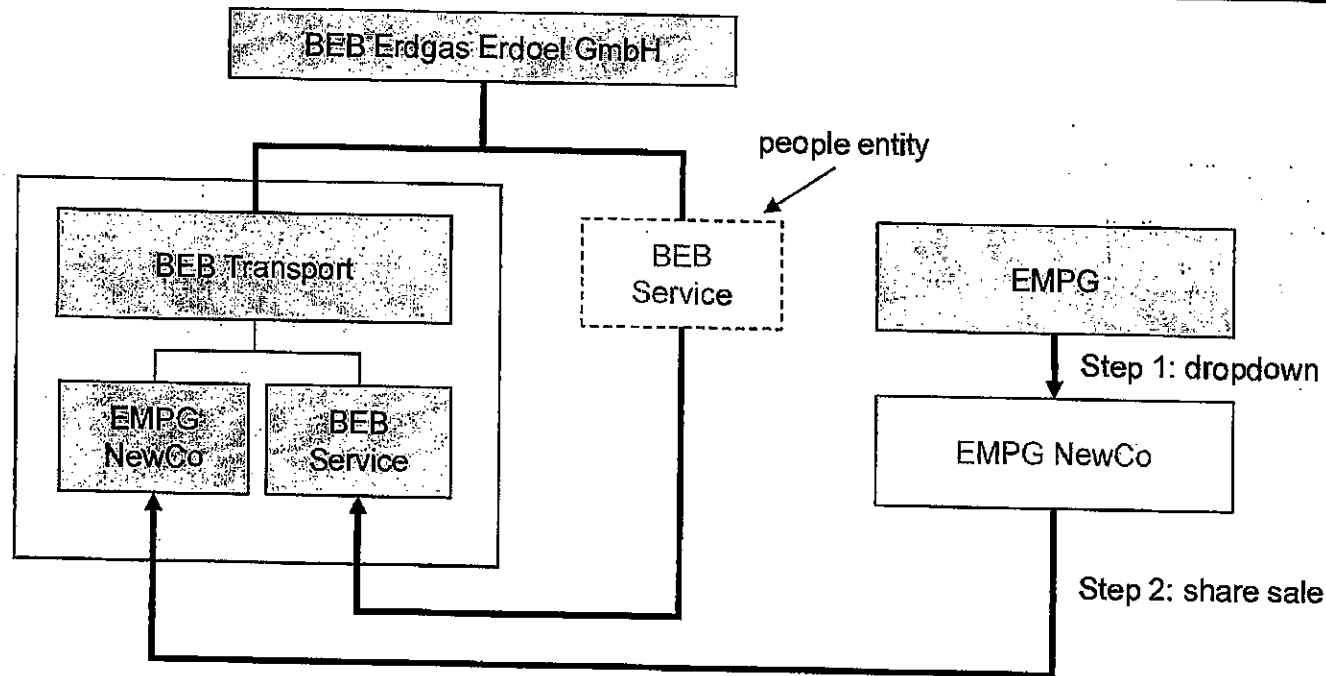 BEB Erdgas Erdoel GmbH
people entity
BEB Transport
BEB
Service
EMPG
Step 1: dropdown
EMPG
NewCo
BEB
Service
EMPG NewCo
Step 2: share sale